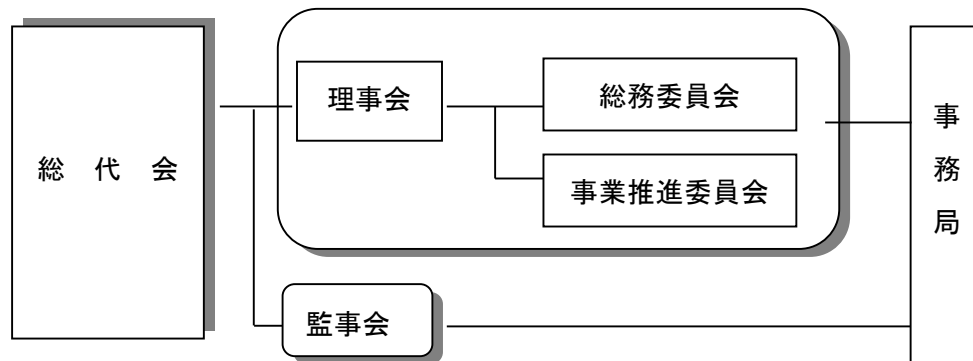 総代会
理事会
総務委員会
事業推進委員会
監事会
事務局